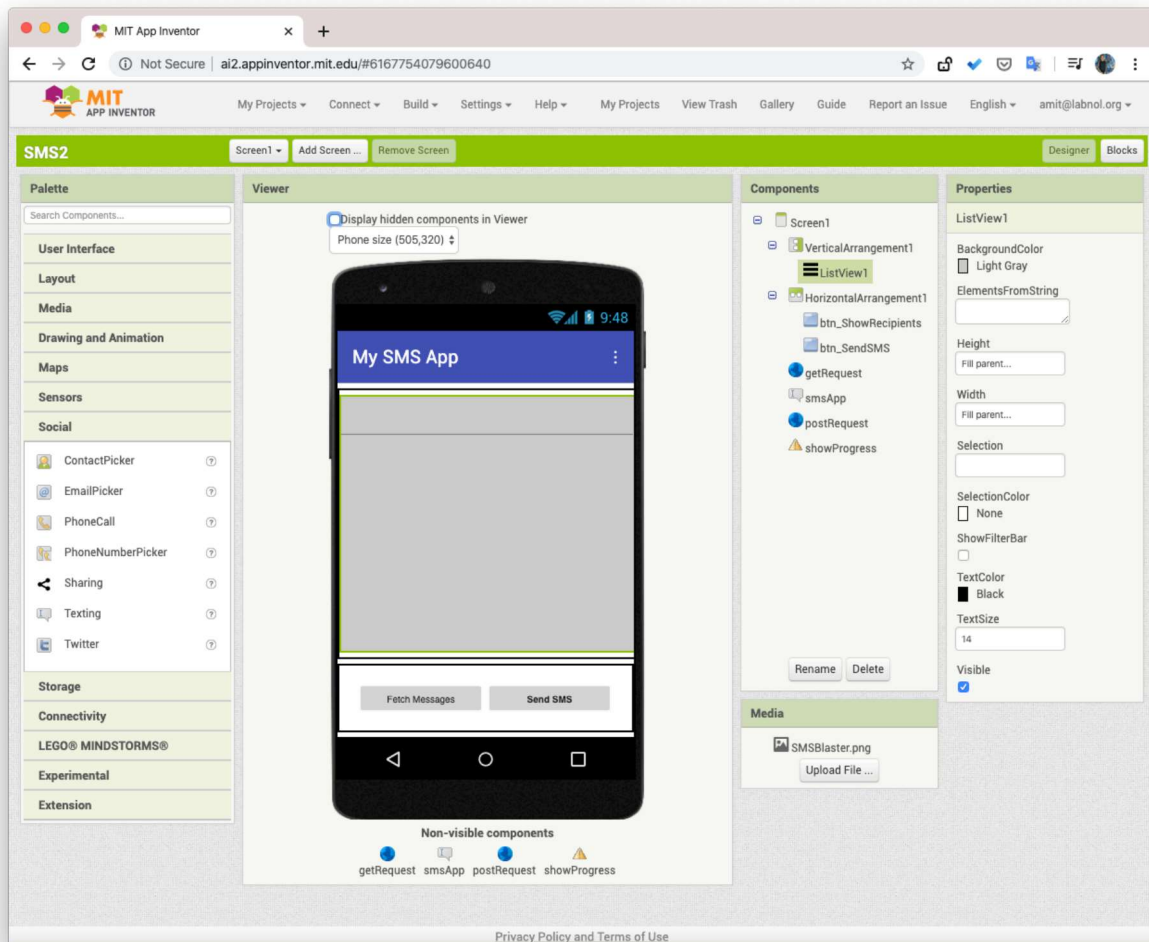 MIT App Inventor
Not Secure ai2.appinventor.mit.edu/#6167754079600640
MIT
APP INVENTOR
My Projects Connect Build Settings Help My Projects View Trash Gallery Guide Report an Issue English amit@labnol.org
SMS2
Screen1 Add Screen ... Remove Screen Designer Blocks
Palette
Search Components...
User Interface
Layout
Media
Drawing and Animation
Maps
Sensors
Social
ContactPicker
EmailPicker
PhoneCall
PhoneNumberPicker
Sharing
Texting
Twitter
Storage
Connectivity
LEGO® MINDSTORMS®
Experimental
Extension
Viewer
Display hidden components in Viewer
Phone size (505,320)
9:48
My SMS App
Fetch Messages Send SMS
Non-visible components
getRequest smsApp postRequest showProgress
Components
Screen1
VerticalArrangement1
ListView1
HorizontalArrangement1
btn_ShowRecipients
btn_SendSMS
getRequest
smsApp
postRequest
showProgress
Rename Delete
Media
SMSBlaster.png
Upload File ...
Properties
ListView1
BackgroundColor
Light Gray
ElementsFromString
Height
Fill parent...
Width
Fill parent...
Selection
SelectionColor
None
ShowFilterBar
TextColor
Black
TextSize
14
Visible
Privacy Policy and Terms of Use